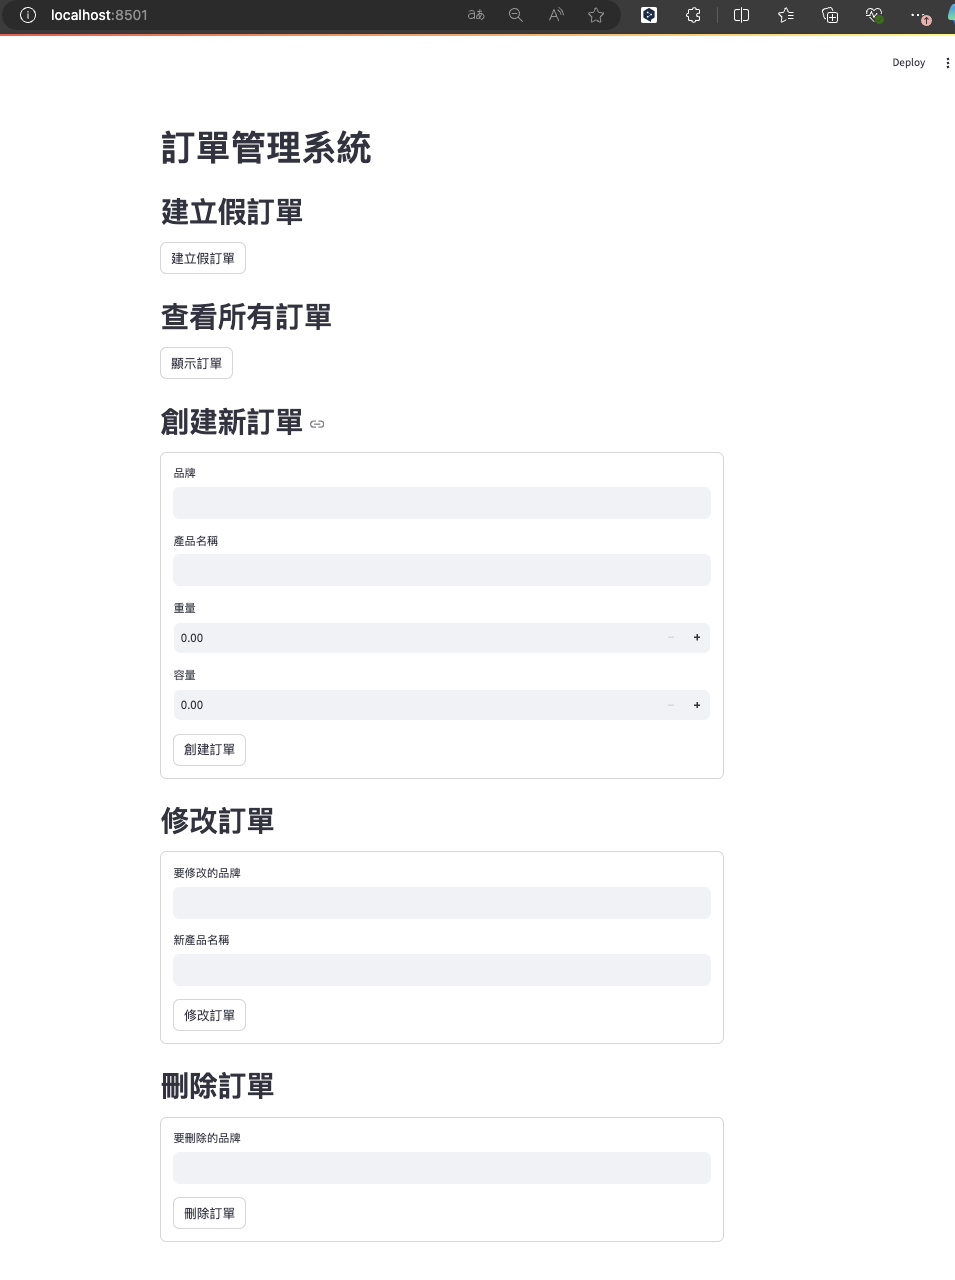 localhost:8501
aあ
Deploy
訂單管理系統
建立假訂單
建立假訂單
查看所有訂單
顯示訂單
創建新訂單
品牌
產品名稱
重量
0.00
容量
0.00
創建訂單
修改訂單
要修改的品牌
新產品名稱
修改訂單
刪除訂單
要刪除的品牌
刪除訂單